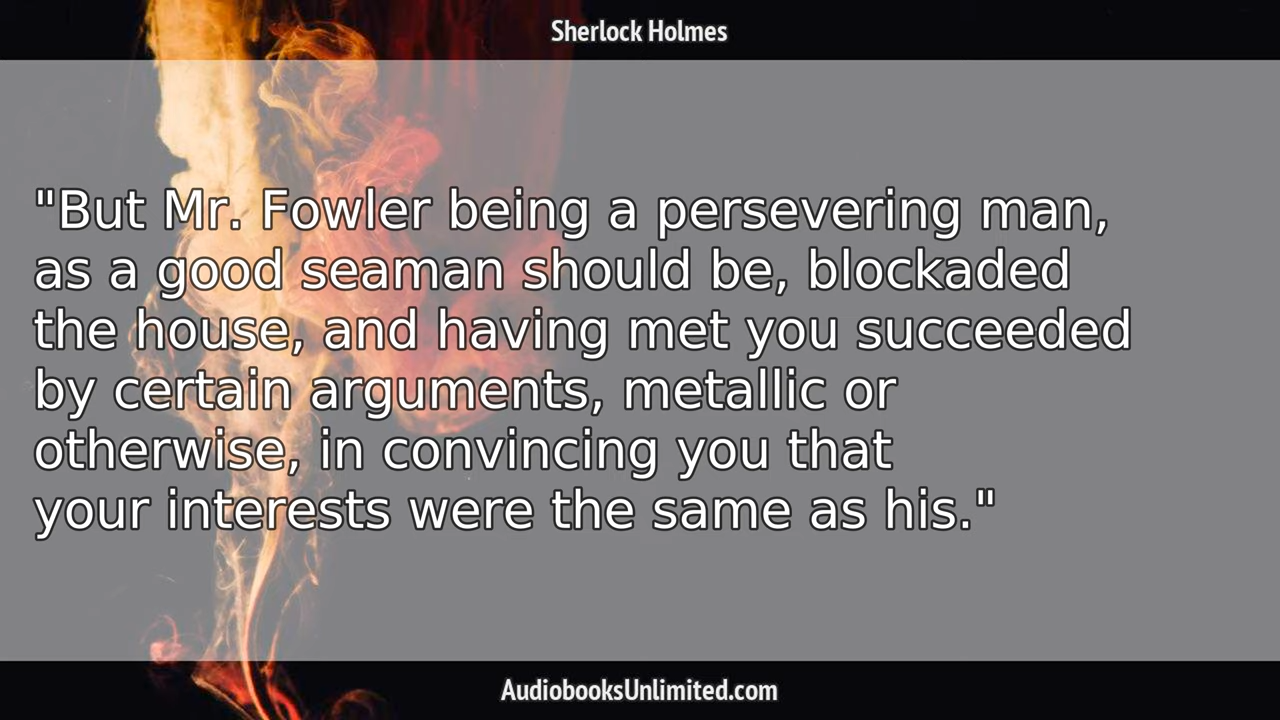 Sherlock Holmes
"But Mr. Fowler being a persevering man,
as a good seaman should be, blockaded
the house, and having met you succeeded
by certain arguments, metallic or
otherwise, in convincing you that
your interests were the same as his."
AudiobooksUnlimited.com